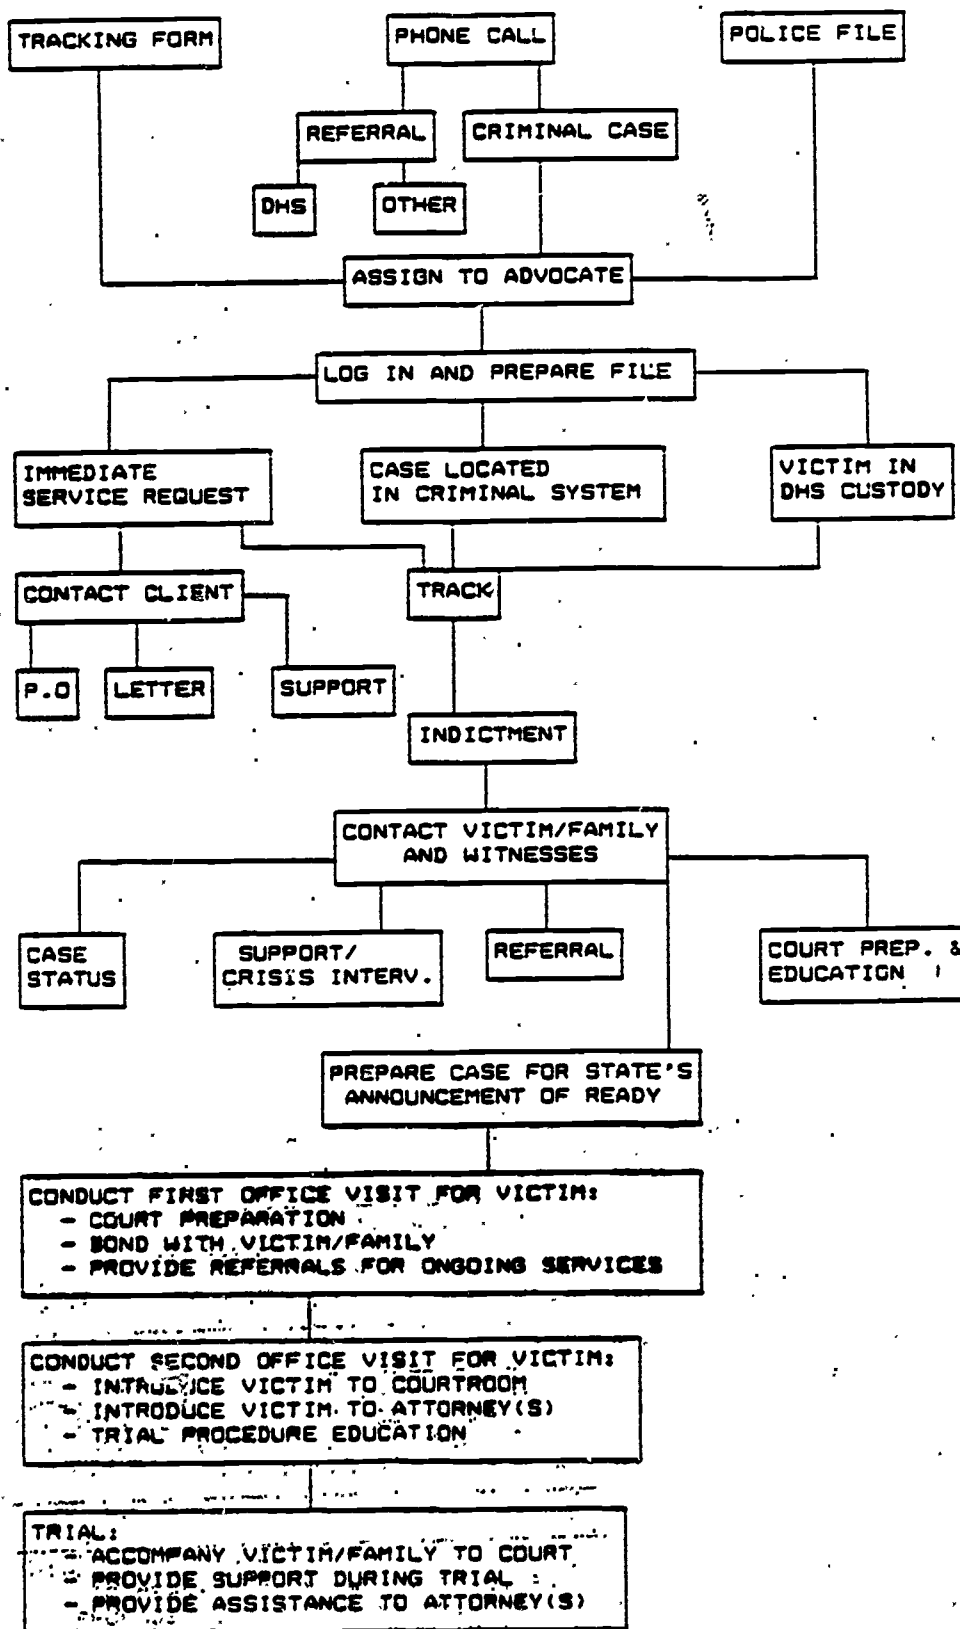 TRACKING FORM
PHONE CALL
POLICE FILE
REFERRAL
CRIMINAL CASE
DHS
OTHER
ASSIGN TO ADVOCATE
LOG IN AND PREPARE FILE
IMMEDIATE
SERVICE REQUEST
CASE LOCATED
IN CRIMINAL SYSTEM
VICTIM IN
DHS CUSTODY
CONTACT CLIENT
TRACK
P.O
LETTER
SUPPORT
INDICTMENT
CONTACT VICTIM/FAMILY
AND WITNESSES
CASE
STATUS
SUPPORT/
CRISIS INTERV.
REFERRAL
COURT PREP. &
EDUCATION
PREPARE CASE FOR STATE'S
ANNOUNCEMENT OF READY
CONDUCT FIRST OFFICE VISIT FOR VICTIM:
- COURT PREPARATION
- BOND WITH VICTIM/FAMILY
- PROVIDE REFERRALS FOR ONGOING SERVICES
CONDUCT SECOND OFFICE VISIT FOR VICTIM:
- INTRODUCE VICTIM TO COURTROOM
- INTRODUCE VICTIM TO ATTORNEY(S)
- TRIAL PROCEDURE EDUCATION
TRIAL:
- ACCOMPANY VICTIM/FAMILY TO COURT
- PROVIDE SUPPORT DURING TRIAL
- PROVIDE ASSISTANCE TO ATTORNEY(S)